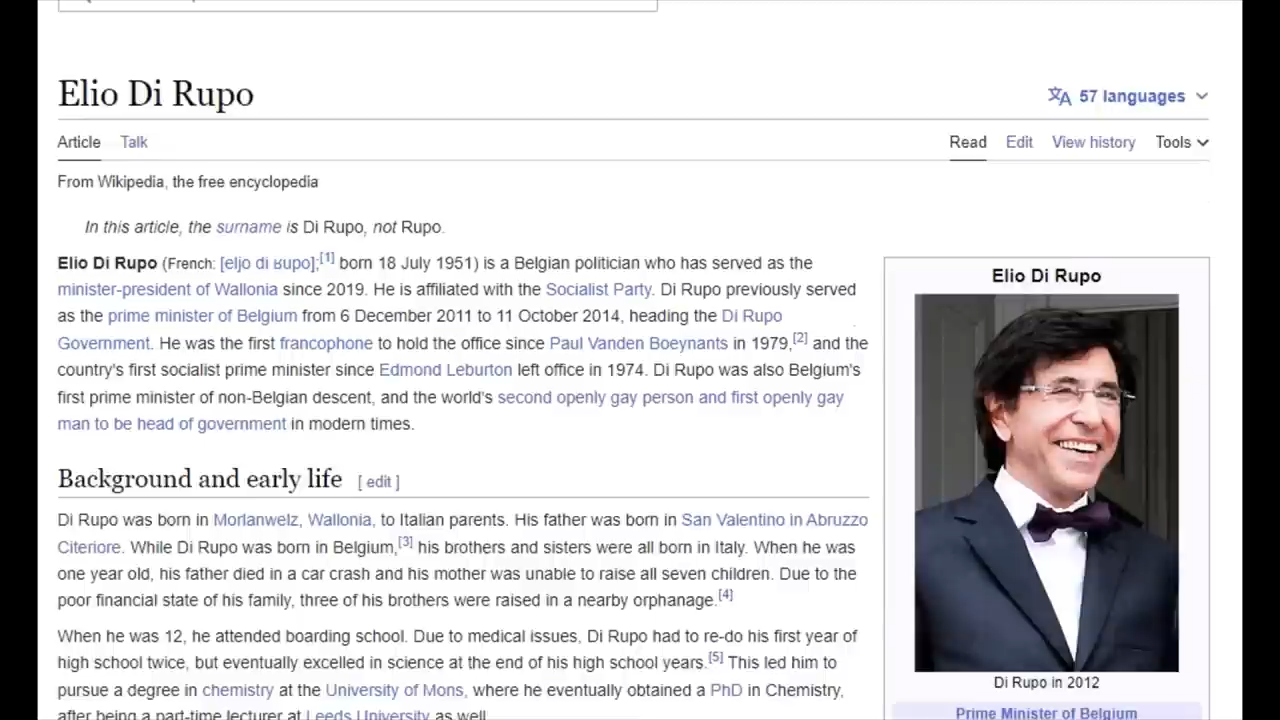 Elio Di Rupo
57 languages
Article Talk
Read Edit View history Tools
From Wikipedia, the free encyclopedia
In this article, the surname is Di Rupo, not Rupo.
Elio Di Rupo (French: [eljo di ʁupo];[1] born 18 July 1951) is a Belgian politician who has served as the
minister-president of Wallonia since 2019. He is affiliated with the Socialist Party. Di Rupo previously served
as the prime minister of Belgium from 6 December 2011 to 11 October 2014, heading the Di Rupo
Government. He was the first francophone to hold the office since Paul Vanden Boeynants in 1979,[2] and the
country's first socialist prime minister since Edmond Leburton left office in 1974. Di Rupo was also Belgium's
first prime minister of non-Belgian descent, and the world's second openly gay person and first openly gay
man to be head of government in modern times.
Background and early life [ edit ]
Di Rupo was born in Morlanwelz, Wallonia, to Italian parents. His father was born in San Valentino in Abruzzo
Citeriore. While Di Rupo was born in Belgium,[3] his brothers and sisters were all born in Italy. When he was
one year old, his father died in a car crash and his mother was unable to raise all seven children. Due to the
poor financial state of his family, three of his brothers were raised in a nearby orphanage.[4]
When he was 12, he attended boarding school. Due to medical issues, Di Rupo had to re-do his first year of
high school twice, but eventually excelled in science at the end of his high school years.[5] This led him to
pursue a degree in chemistry at the University of Mons, where he eventually obtained a PhD in Chemistry,
after being a part-time lecturer at Leeds University as well
Elio Di Rupo
Di Rupo in 2012
Prime Minister of Belgium